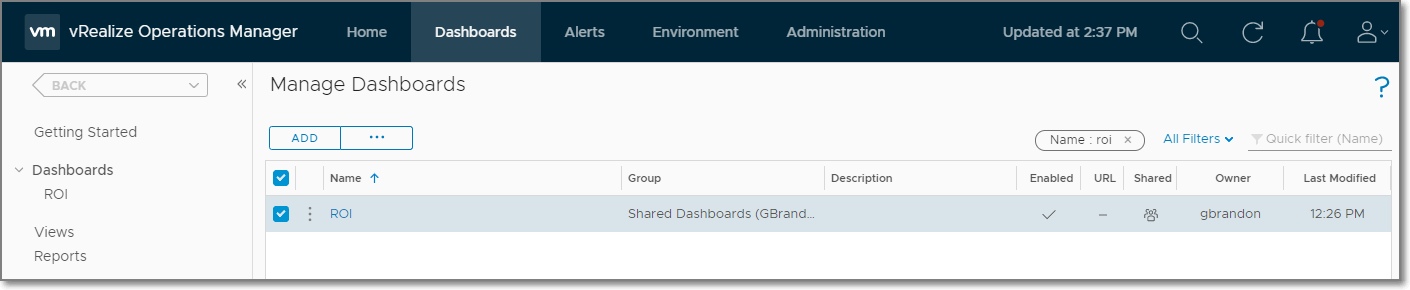 vm vRealize Operations Manager Home Dashboards Alerts Environment Administration Updated at 2:37 PM
BACK
Manage Dashboards ?
Getting Started
ADD ... Name : roi × All Filters Quick filter (Name)
Dashboards
Name Group Description Enabled URL Shared Owner Last Modified
ROI
ROI Shared Dashboards (GBrand... – gbrandon 12:26 PM
Views
Reports